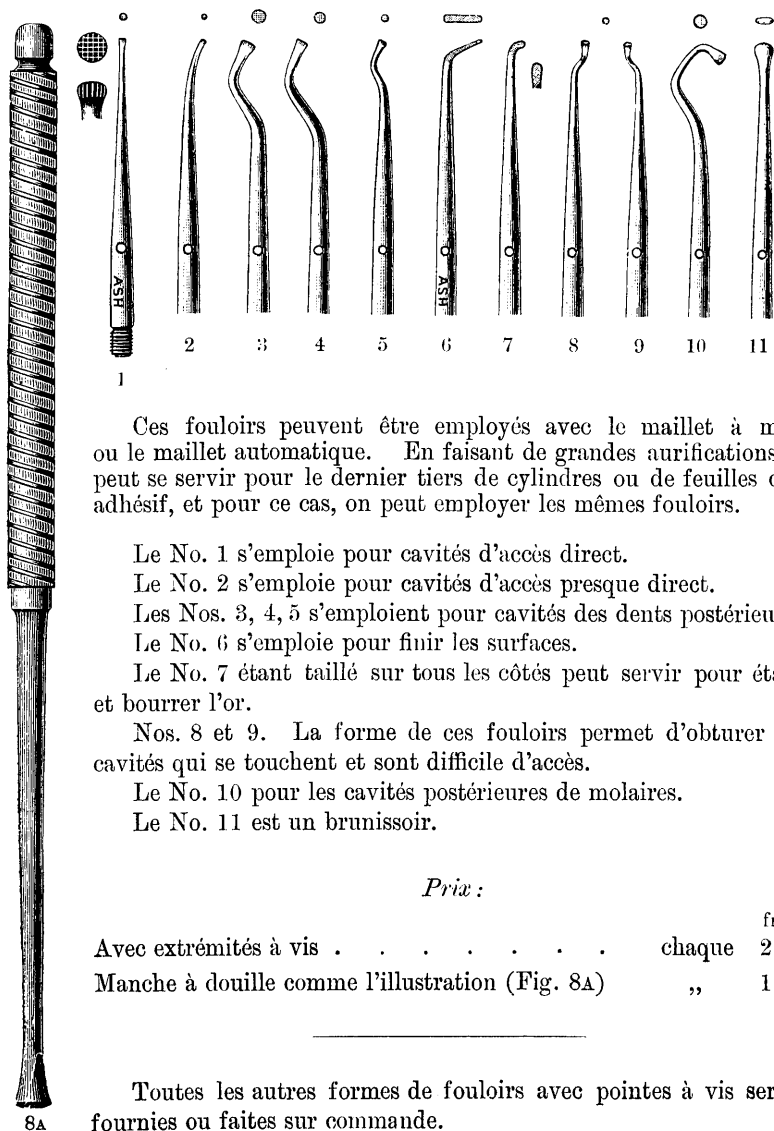 ASH
ASH
1 2 3 4 5 6 7 8 9 10 11
Ces fouloirs peuvent être employés avec le maillet à m
ou le maillet automatique. En faisant de grandes aurifications
peut se servir pour le dernier tiers de cylindres ou de feuilles
adhésif, et pour ce cas, on peut employer les mêmes fouloirs.
Le No. 1 s'emploie pour cavités d'accès direct.
Le No. 2 s'emploie pour cavités d'accès presque direct.
Les Nos. 3, 4, 5 s'emploient pour cavités des dents postérieu
Le No. 6 s'emploie pour finir les surfaces.
Le No. 7 étant taillé sur tous les côtés peut servir pour ét
et bourrer l'or.
Nos. 8 et 9. La forme de ces fouloirs permet d'obturer
cavités qui se touchent et sont difficile d'accès.
Le No. 10 pour les cavités postérieures de molaires.
Le No. 11 est un brunissoir.
Prix :
fr
Avec extrémités à vis . . . . . . . chaque 2
Manche à douille comme l'illustration (Fig. 8A) „ 1
Toutes les autres formes de fouloirs avec pointes à vis ser
8A fournies ou faites sur commande.